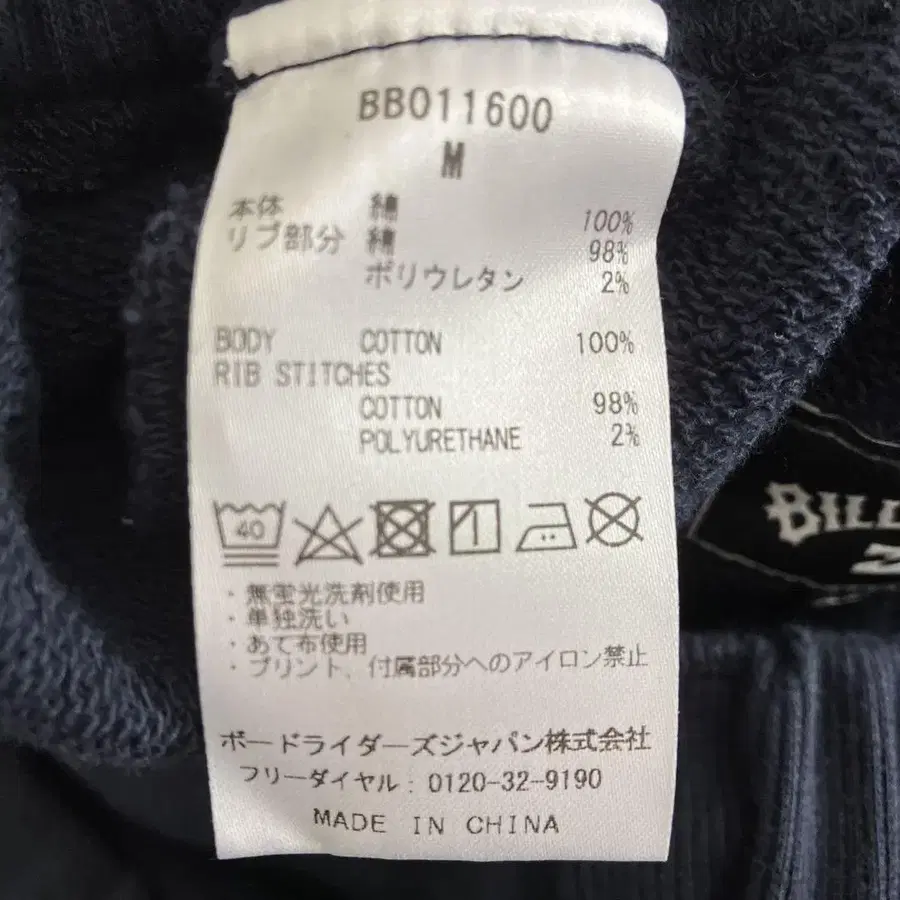 BB011600
M
本体 綿 100%
リブ部分 綿 98%
ポリウレタン 2%
BODY COTTON 100%
RIB STITCHES
COTTON 98%
POLYURETHANE 2%
40
・無蛍光洗剤使用
・単独洗い
・あて布使用
・プリント、付属部分へのアイロン禁止
ボードライダーズジャパン株式会社
フリーダイヤル：0120-32-9190
MADE IN CHINA
BILL